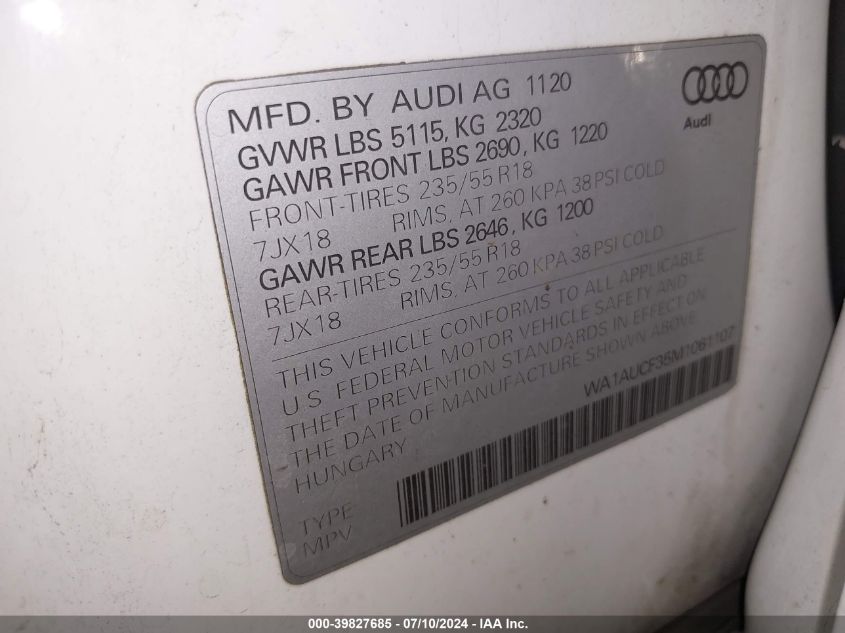 MFD. BY AUDI AG 1120
Audi
GVWR LBS 5115, KG 2320
GAWR FRONT LBS 2690, KG 1220
FRONT-TIRES 235/55 R18
7JX18 RIMS, AT 260 KPA 38 PSI COLD
GAWR REAR LBS 2646, KG 1200
REAR-TIRES 235/55 R18
7JX18 RIMS, AT 260 KPA 38 PSI COLD
THIS VEHICLE CONFORMS TO ALL APPLICABLE
U.S. FEDERAL MOTOR VEHICLE SAFETY AND
THEFT PREVENTION STANDARDS IN EFFECT ON
THE DATE OF MANUFACTURE SHOWN ABOVE.
HUNGARY
WA1AUCF35M1061107
TYPE
MPV
000-39827685 - 07/10/2024 - IAA Inc.